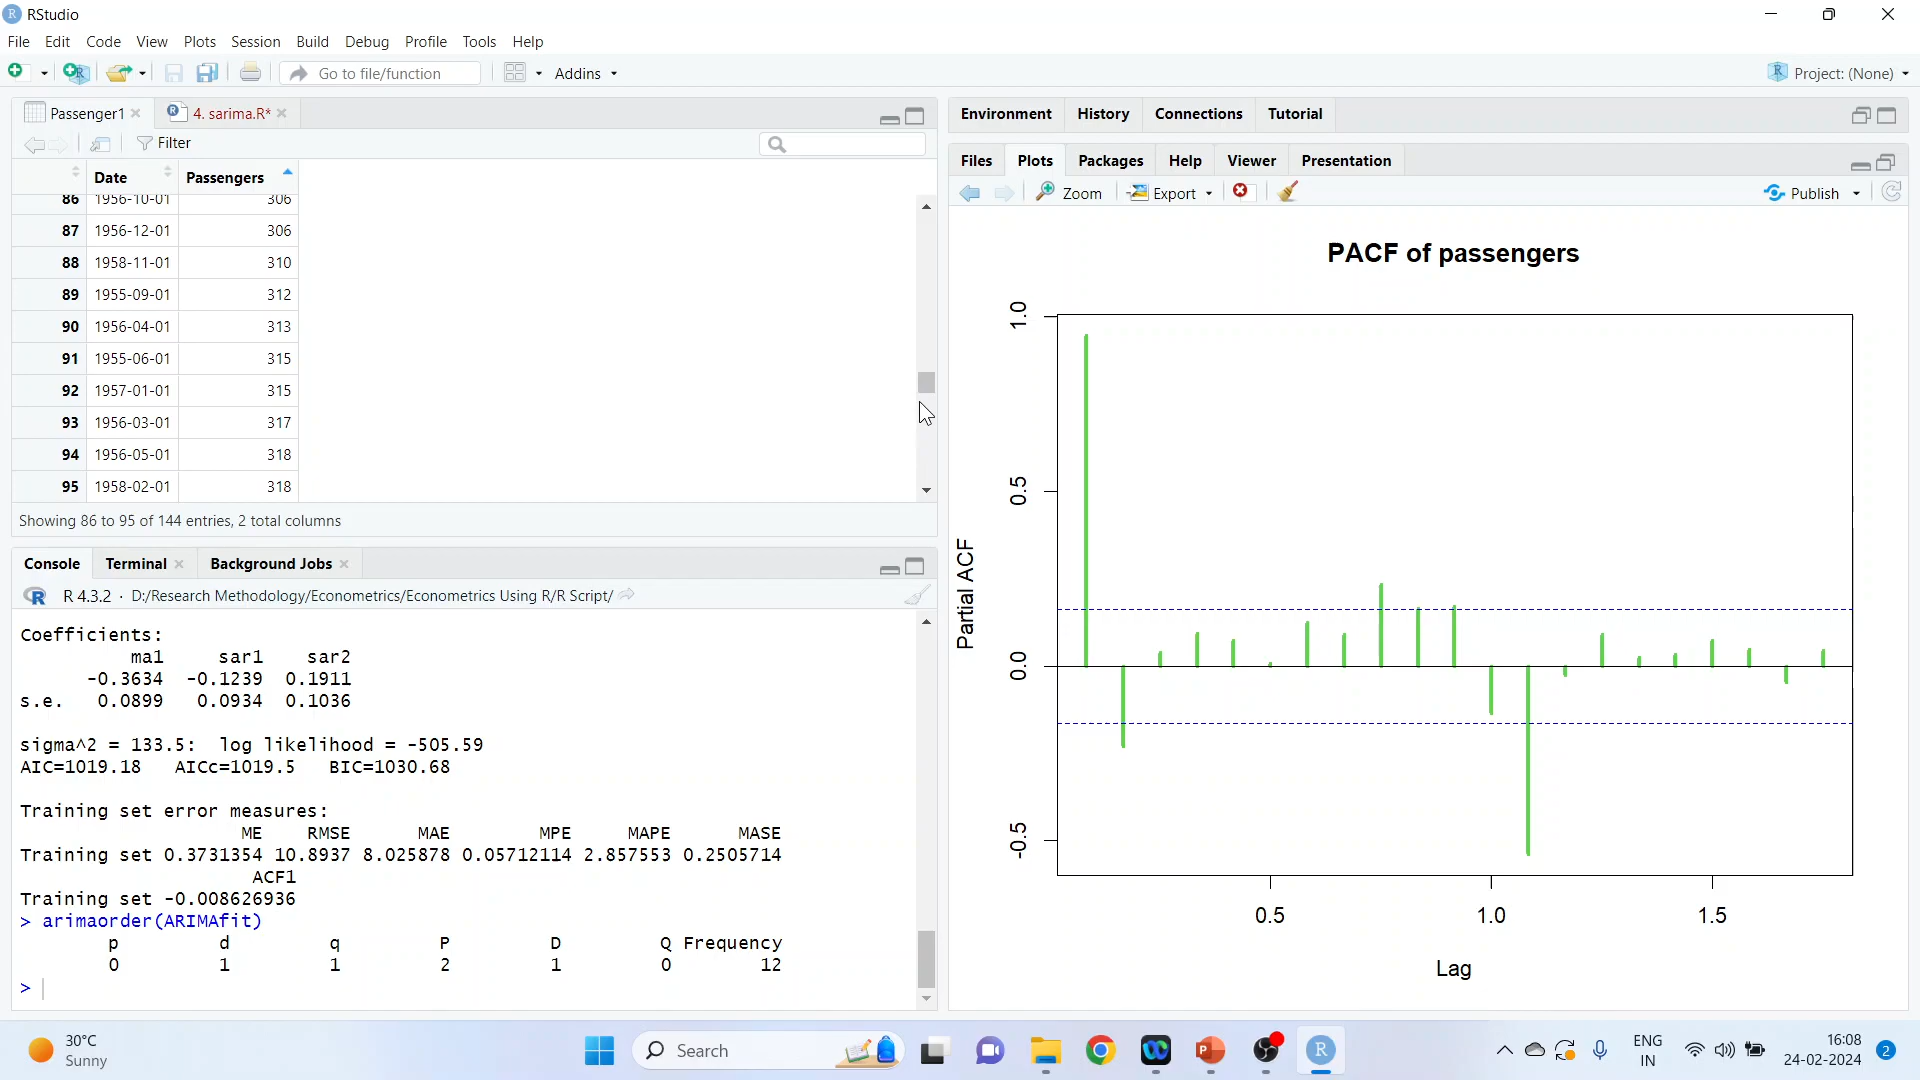 RStudio
File Edit Code View Plots Session Build Debug Profile Tools Help
Go to file/function Addins Project: (None)
Passenger1 4. sarima.R*
Filter
Date Passengers
86 1956-10-01 306
87 1956-12-01 306
88 1958-11-01 310
89 1955-09-01 312
90 1956-04-01 313
91 1955-06-01 315
92 1957-01-01 315
93 1956-03-01 317
94 1956-05-01 318
95 1958-02-01 318
Showing 86 to 95 of 144 entries, 2 total columns
Console Terminal Background Jobs
R 4.3.2 · D:/Research Methodology/Econometrics/Econometrics Using R/R Script/
Coefficients:
ma1 sar1 sar2
-0.3634 -0.1239 0.1911
s.e. 0.0899 0.0934 0.1036
sigma^2 = 133.5: log likelihood = -505.59
AIC=1019.18 AICc=1019.5 BIC=1030.68
Training set error measures:
ME RMSE MAE MPE MAPE MASE
Training set 0.3731354 10.8937 8.025878 0.05712114 2.857553 0.2505714
ACF1
Training set -0.008626936
> arimaorder(ARIMAfit)
p d q P D Q Frequency
0 1 1 2 1 0 12
>
Environment History Connections Tutorial
Files Plots Packages Help Viewer Presentation
Zoom Export Publish
PACF of passengers
Partial ACF
1.0
0.5
0.0
-0.5
0.5 1.0 1.5
Lag
30°C
Sunny
Search
ENG
IN
16:08
24-02-2024
2